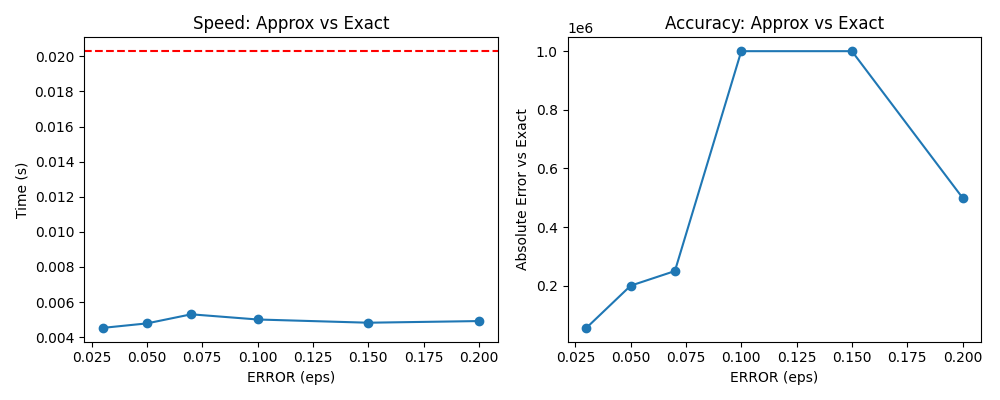 Speed: Approx vs Exact
Time (s)
0.020
0.018
0.016
0.014
0.012
0.010
0.008
0.006
0.004
0.025 0.050 0.075 0.100 0.125 0.150 0.175 0.200
ERROR (eps)
Accuracy: Approx vs Exact
1e6
Absolute Error vs Exact
1.0
0.8
0.6
0.4
0.2
0.025 0.050 0.075 0.100 0.125 0.150 0.175 0.200
ERROR (eps)